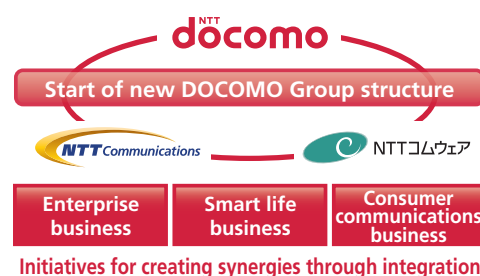 NTT
döcomo
Start of new DOCOMO Group structure
NTT Communications
NTTコムウェア
Enterprise
business
Smart life
business
Consumer
communications
business
Initiatives for creating synergies through integration